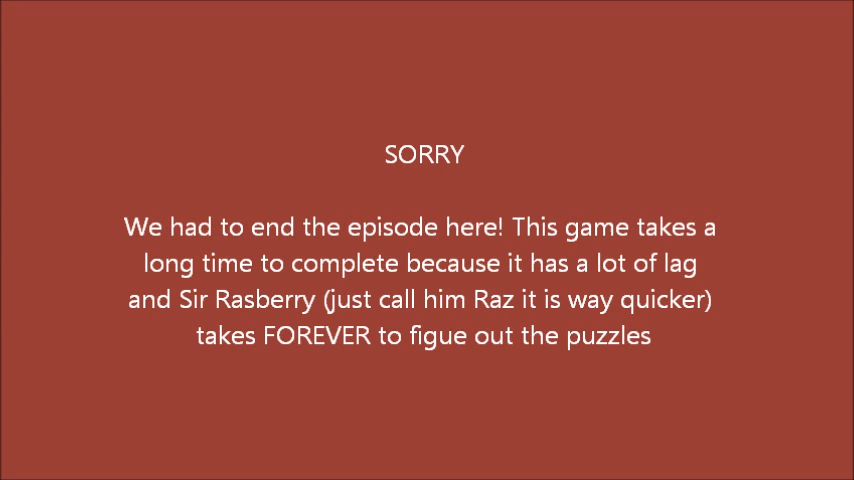 SORRY
We had to end the episode here! This game takes a
long time to complete because it has a lot of lag
and Sir Rasberry (just call him Raz it is way quicker)
takes FOREVER to figue out the puzzles